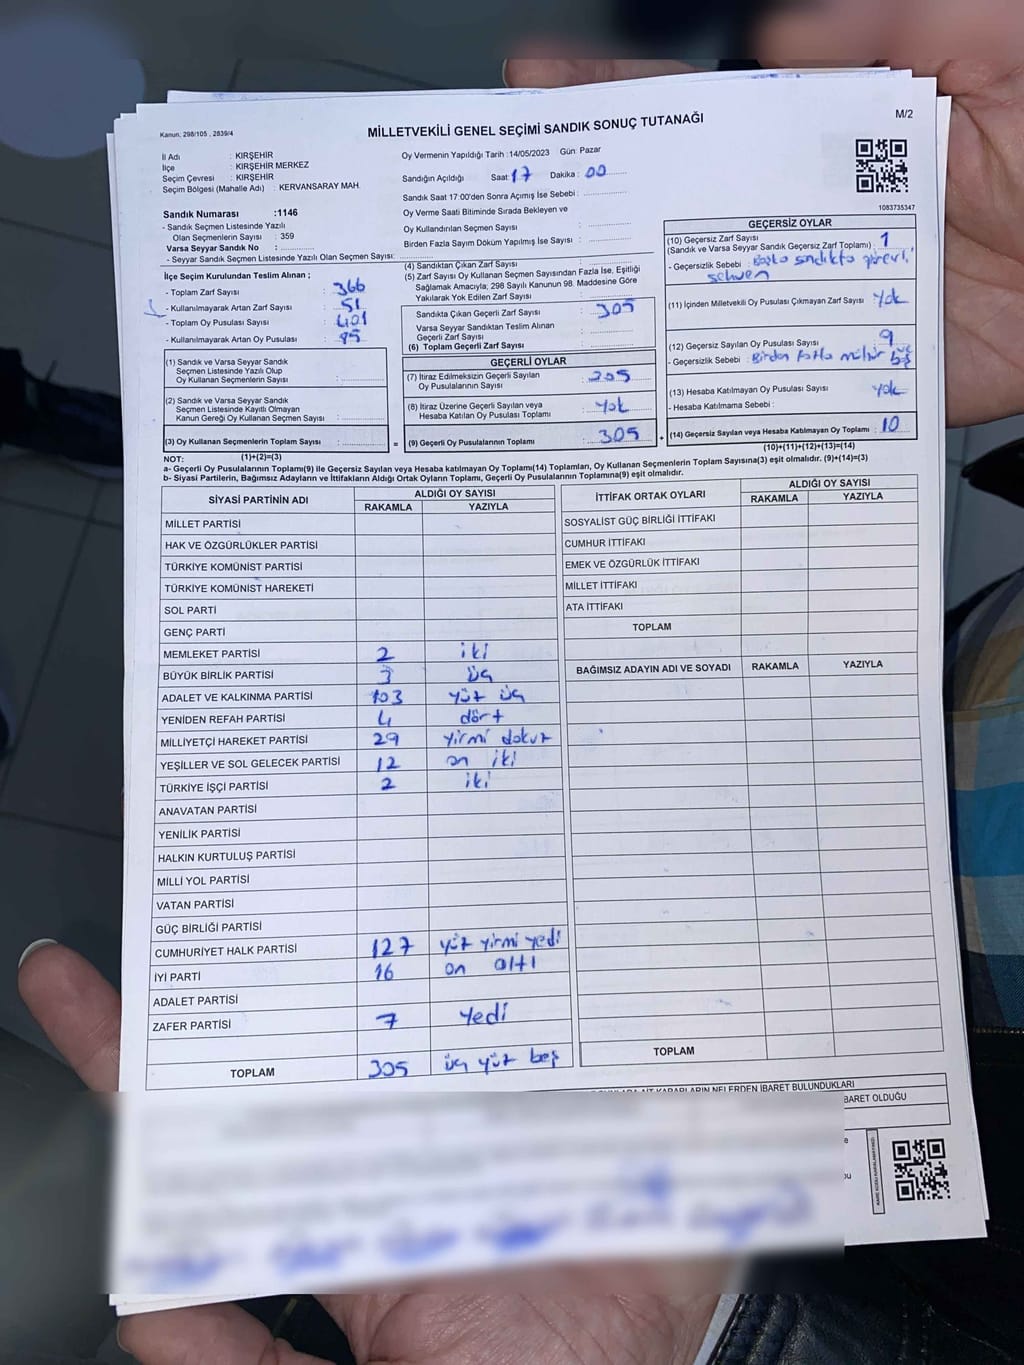 Kanun; 298/105 , 2839/4
MİLLETVEKİLİ GENEL SEÇİMİ SANDIK SONUÇ TUTANAĞI
M/2
İl Adı : KIRŞEHİR
İlçe : KIRŞEHİR MERKEZ
Seçim Çevresi : KIRŞEHİR
Seçim Bölgesi (Mahalle Adı) : KERVANSARAY MAH.
Sandık Numarası :1146
- Sandık Seçmen Listesinde Yazılı
Olan Seçmenlerin Sayısı : 359
Varsa Seyyar Sandık No :
- Seyyar Sandık Seçmen Listesinde Yazılı Olan Seçmen Sayısı:
İlçe Seçim Kurulundan Teslim Alınan ;
- Toplam Zarf Sayısı : 366
- Kullanılmayarak Artan Zarf Sayısı : 51
- Toplam Oy Pusulası Sayısı : 401
- Kullanılmayarak Artan Oy Pusulası : 85
(1) Sandık ve Varsa Seyyar Sandık
Seçmen Listesinde Yazılı Olup
Oy Kullanan Seçmenlerin Sayısı :
(2) Sandık ve Varsa Seyyar Sandık
Seçmen Listesinde Kayıtlı Olmayan
Kanun Gereği Oy Kullanan Seçmen Sayısı :
(3) Oy Kullanan Seçmenlerin Toplam Sayısı :
(1)+(2)=(3)
Oy Vermenin Yapıldığı Tarih :14/05/2023 Gün: Pazar
Sandığın Açıldığı Saat : 17 Dakika : 00
Sandık Saat 17:00'den Sonra Açımış İse Sebebi :
Oy Verme Saati Bitiminde Sırada Bekleyen ve
Oy Kullandırılan Seçmen Sayısı :
Birden Fazla Sayım Döküm Yapılmış İse Sayısı :
(4) Sandıktan Çıkan Zarf Sayısı :
(5) Zarf Sayısı Oy Kullanan Seçmen Sayısından Fazla İse, Eşitliği
Sağlamak Amacıyla; 298 Sayılı Kanunun 98. Maddesine Göre
Yakılarak Yok Edilen Zarf Sayısı :
Sandıkta Çıkan Geçerli Zarf Sayısı : 305
Varsa Seyyar Sandıktan Teslim Alınan
Geçerli Zarf Sayısı :
(6) Toplam Geçerli Zarf Sayısı :
GEÇERLİ OYLAR
(7) İtiraz Edilmeksizin Geçerli Sayılan
Oy Pusulalarının Sayısı : 305
(8) İtiraz Üzerine Geçerli Sayılan veya
Hesaba Katılan Oy Pusulası Toplamı : Yok
= (9) Geçerli Oy Pusulalarının Toplamı : 305
1083735347
GEÇERSİZ OYLAR
(10) Geçersiz Zarf Sayısı
(Sandık ve Varsa Seyyar Sandık Geçersiz Zarf Toplamı) : 1
- Geçersizlik Sebebi : Başka sandıkta görevli
seçmen
(11) İçinden Milletvekili Oy Pusulası Çıkmayan Zarf Sayısı : Yok
(12) Geçersiz Sayılan Oy Pusulası Sayısı : 9
- Geçersizlik Sebebi : Birden fazla mühür boş
(13) Hesaba Katılmayan Oy Pusulası Sayısı : Yok
- Hesaba Katılmama Sebebi :
+ (14) Geçersiz Sayılan veya Hesaba Katılmayan Oy Toplamı : 10
(10)+(11)+(12)+(13)=(14)
NOT:
a- Geçerli Oy Pusulalarının Toplamı(9) ile Geçersiz Sayılan veya Hesaba katılmayan Oy Toplamı(14) Toplamları, Oy Kullanan Seçmenlerin Toplam Sayısına(3) eşit olmalıdır. (9)+(14)=(3)
b- Siyasi Partilerin, Bağımsız Adayların ve İttifakların Aldığı Ortak Oyların Toplamı, Geçerli Oy Pusulalarının Toplamına(9) eşit olmalıdır.
SİYASİ PARTİNİN ADI ALDIĞI OY SAYISI
RAKAMLA YAZIYLA
MİLLET PARTİSİ
HAK VE ÖZGÜRLÜKLER PARTİSİ
TÜRKİYE KOMÜNİST PARTİSİ
TÜRKİYE KOMÜNİST HAREKETİ
SOL PARTİ
GENÇ PARTİ
MEMLEKET PARTİSİ 2 iki
BÜYÜK BİRLİK PARTİSİ 3 üç
ADALET VE KALKINMA PARTİSİ 103 yüz üç
YENİDEN REFAH PARTİSİ 4 dört
MİLLİYETÇİ HAREKET PARTİSİ 29 yirmi dokuz
YEŞİLLER VE SOL GELECEK PARTİSİ 12 on iki
TÜRKİYE İŞÇİ PARTİSİ 2 iki
ANAVATAN PARTİSİ
YENİLİK PARTİSİ
HALKIN KURTULUŞ PARTİSİ
MİLLİ YOL PARTİSİ
VATAN PARTİSİ
GÜÇ BİRLİĞİ PARTİSİ
CUMHURİYET HALK PARTİSİ 127 yüz yirmi yedi
İYİ PARTİ 16 on altı
ADALET PARTİSİ
ZAFER PARTİSİ 7 yedi
TOPLAM 305 üç yüz beş
İTTİFAK ORTAK OYLARI ALDIĞI OY SAYISI
RAKAMLA YAZIYLA
SOSYALİST GÜÇ BİRLİĞİ İTTİFAKI
CUMHUR İTTİFAKI
EMEK VE ÖZGÜRLÜK İTTİFAKI
MİLLET İTTİFAKI
ATA İTTİFAKI
TOPLAM
BAĞIMSIZ ADAYIN ADI VE SOYADI RAKAMLA YAZIYLA
TOPLAM
KARARLARIN NELERDEN İBARET BULUNDUKLARI
BARET OLDUĞU